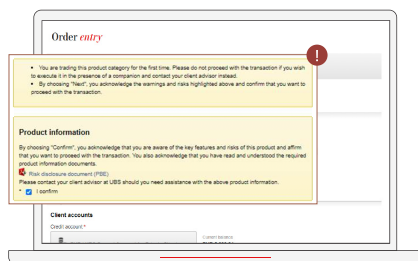 Order entry
!
• You are trading this product category for the first time. Please do not proceed with the transaction if you wish
to execute it in the presence of a companion and contact your client advisor instead.
• By choosing "Next", you acknowledge the warnings and risks highlighted above and confirm that you want to
proceed with the transaction.
Product information
By choosing "Confirm", you acknowledge that you are aware of the key features and risks of this product and affirm
that you want to proceed with the transaction. You also acknowledge that you have read and understood the required
product information documents.
Risk disclosure document (PBE)
Please contact your client advisor at UBS should you need assistance with the above product information.
* I confirm
Client accounts
Credit account *
Current balance